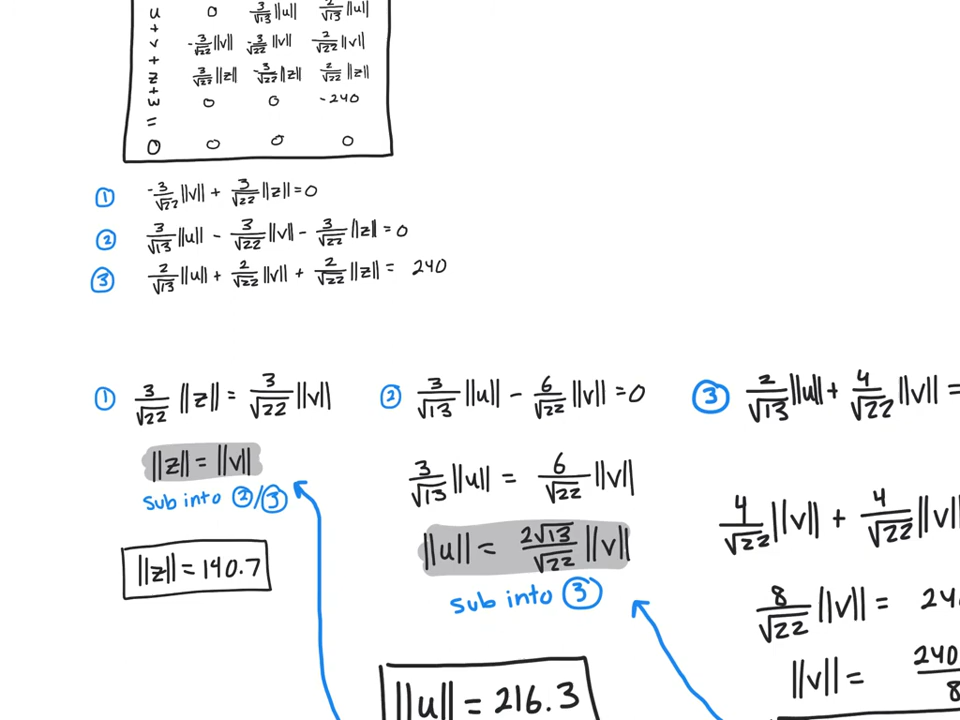 u 0 3/√13 ||u|| 2/√13 ||u||
+
v -3/√22 ||v|| -3/√22 ||v|| 2/√22 ||v||
+
z 3/√22 ||z|| -3/√22 ||z|| 2/√22 ||z||
+
w 0 0 -240
=
0 0 0 0
① -3/√22 ||v|| + 3/√22 ||z|| = 0
② 3/√13 ||u|| - 3/√22 ||v|| - 3/√22 ||z|| = 0
③ 2/√13 ||u|| + 2/√22 ||v|| + 2/√22 ||z|| = 240
① 3/√22 ||z|| = 3/√22 ||v||
||z|| = ||v||
sub into ②/③
||z|| = 140.7
② 3/√13 ||u|| - 6/√22 ||v|| = 0
3/√13 ||u|| = 6/√22 ||v||
||u|| = 2√13/√22 ||v||
sub into ③
||u|| = 216.3
③ 2/√13 ||u|| + 4/√22 ||v|| =
4/√22 ||v|| + 4/√22 ||v||
8/√22 ||v|| = 24
||v|| = 240/8